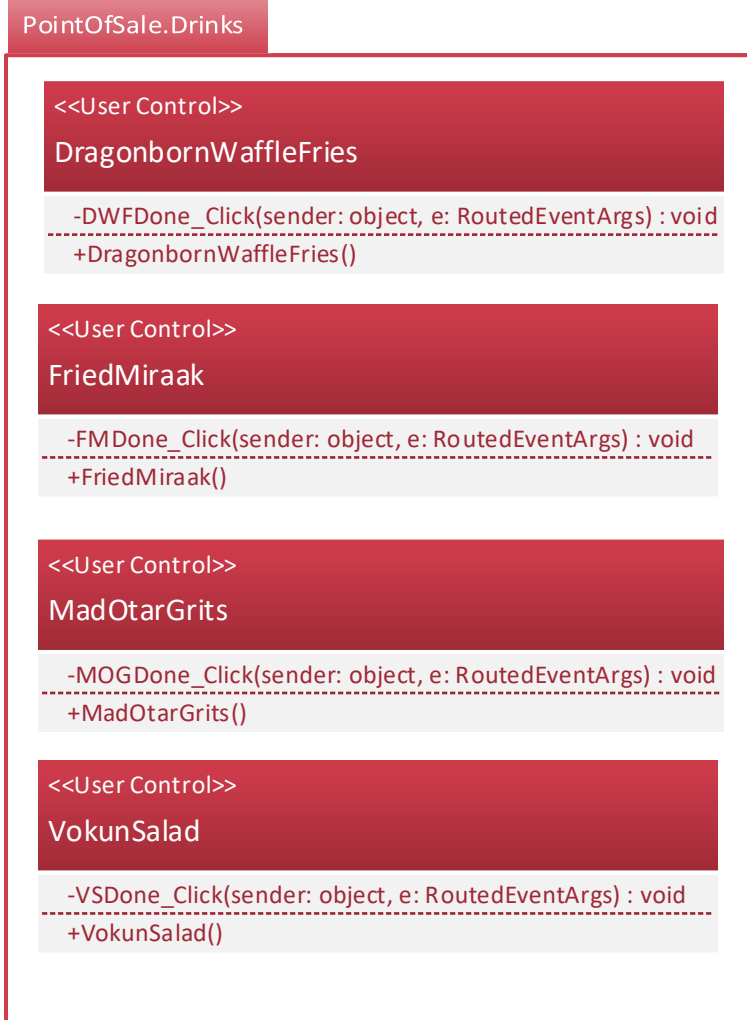 PointOfSale.Drinks
<<User Control>>
DragonbornWaffleFries
-DWFDone_Click(sender: object, e: RoutedEventArgs) : void
+DragonbornWaffleFries()
<<User Control>>
FriedMiraak
-FMDone_Click(sender: object, e: RoutedEventArgs) : void
+FriedMiraak()
<<User Control>>
MadOtarGrits
-MOGDone_Click(sender: object, e: RoutedEventArgs) : void
+MadOtarGrits()
<<User Control>>
VokunSalad
-VSDone_Click(sender: object, e: RoutedEventArgs) : void
+VokunSalad()